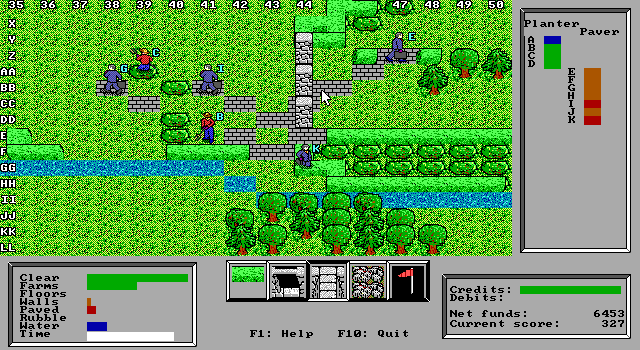 35 36 37 38 39 40 41 42 43 44 45 46 47 48 49 50
X
Y
Z
AA
BB
CC
DD
E
F
GG
HH
II
JJ
KK
LL
G
C
I
E
B
K
Planter
Paver
A
B
C
D
E
F
G
H
I
J
K
Clear
Farms
Floors
Walls
Paved
Rubble
Water
Time
F1: Help F10: Quit
Credits:
Debits:
Net funds: 6453
Current score: 327